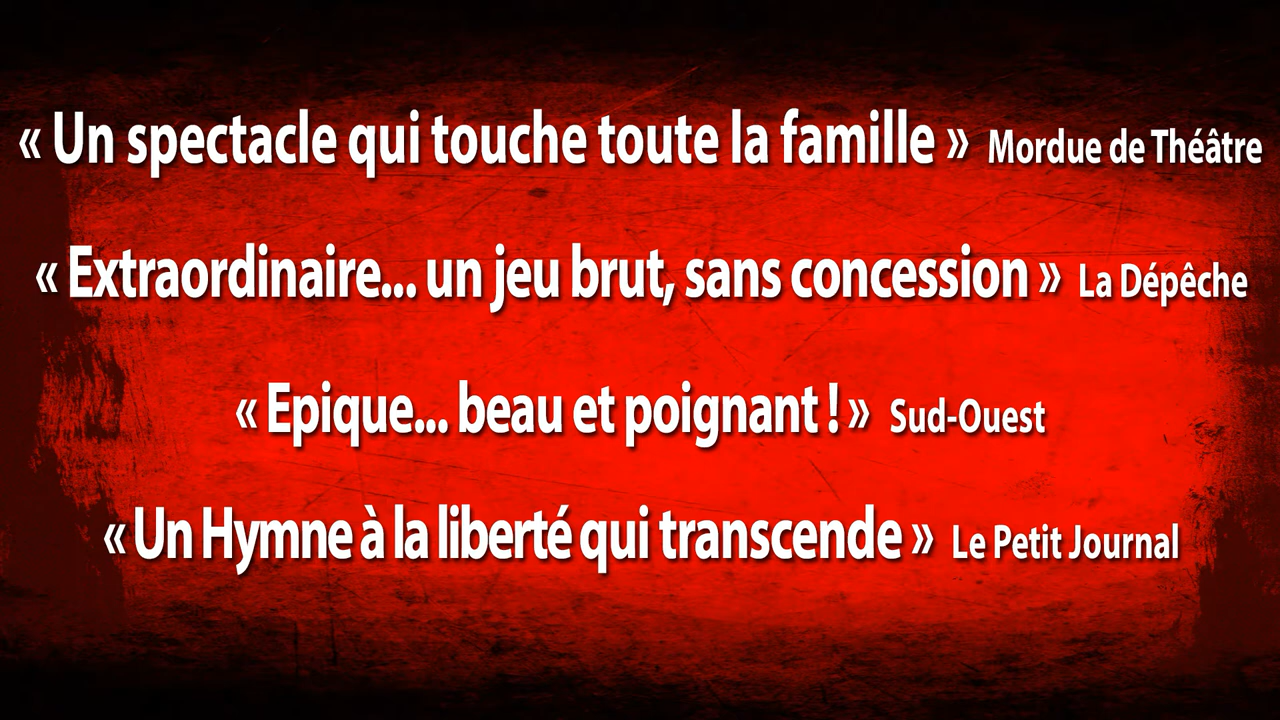 « Un spectacle qui touche toute la famille » Mordue de Théâtre
« Extraordinaire... un jeu brut, sans concession » La Dépêche
« Epique... beau et poignant ! » Sud-Ouest
« Un Hymne à la liberté qui transcende » Le Petit Journal